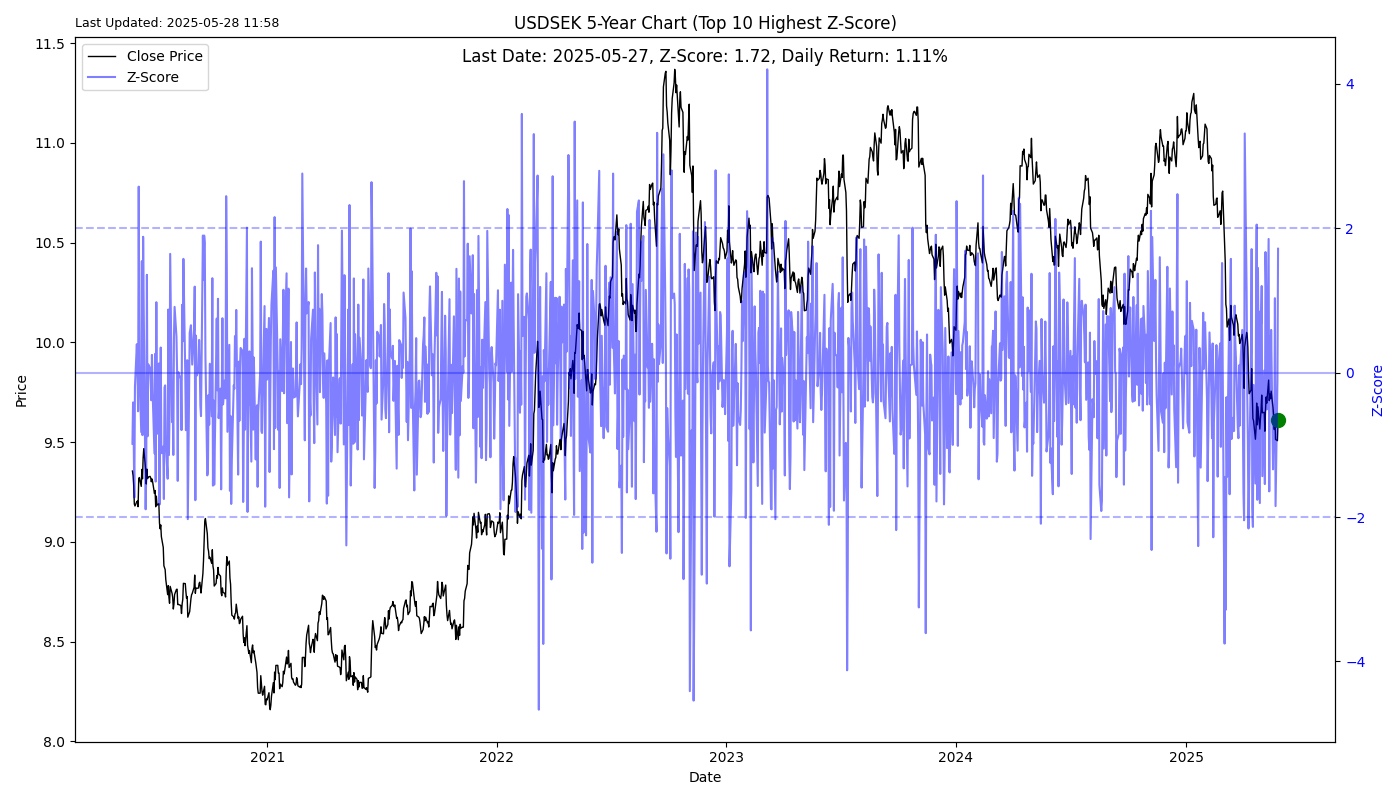 Last Updated: 2025-05-28 11:58
USDSEK 5-Year Chart (Top 10 Highest Z-Score)
Last Date: 2025-05-27, Z-Score: 1.72, Daily Return: 1.11%
Close Price
Z-Score
11.5
11.0
10.5
10.0
9.5
9.0
8.5
8.0
Price
4
2
0
−2
−4
Z-Score
2021
2022
2023
2024
2025
Date